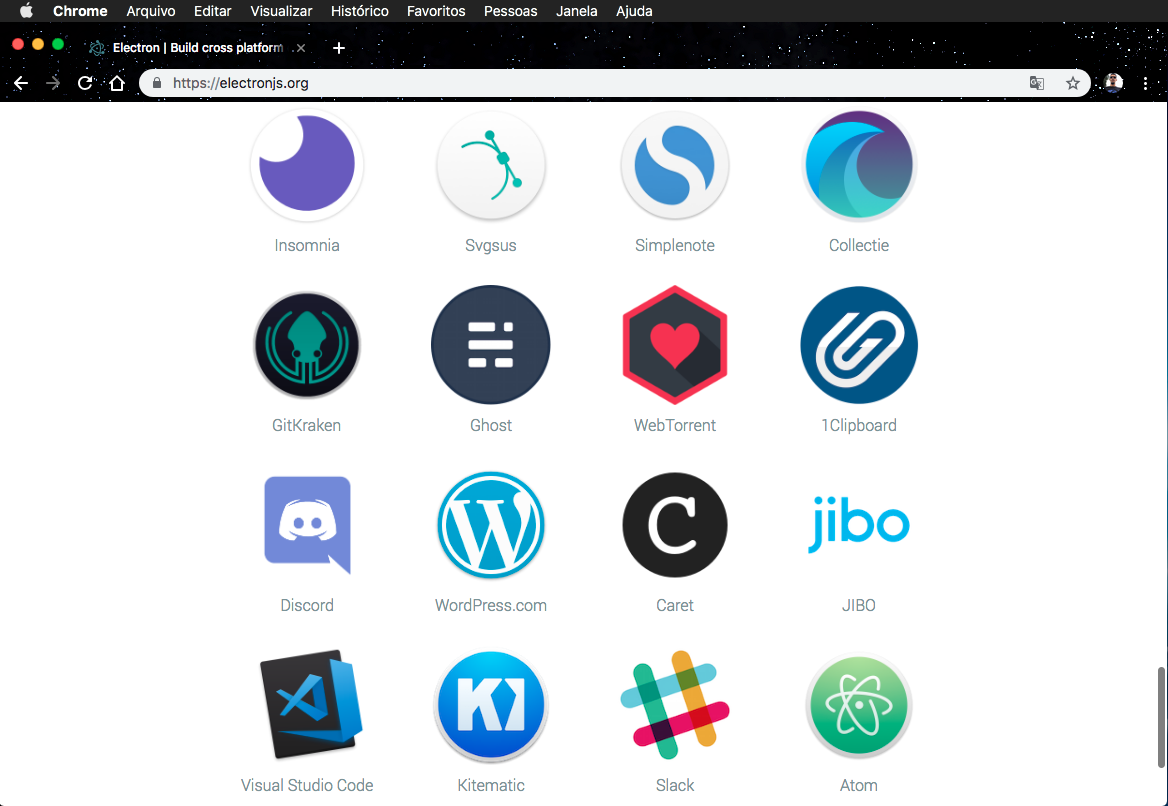 Chrome Arquivo Editar Visualizar Histórico Favoritos Pessoas Janela Ajuda
Electron | Build cross platform
https://electronjs.org
Insomnia Svgsus Simplenote Collectie
GitKraken Ghost WebTorrent 1Clipboard
jibo
Discord WordPress.com Caret JIBO
Visual Studio Code Kitematic Slack Atom